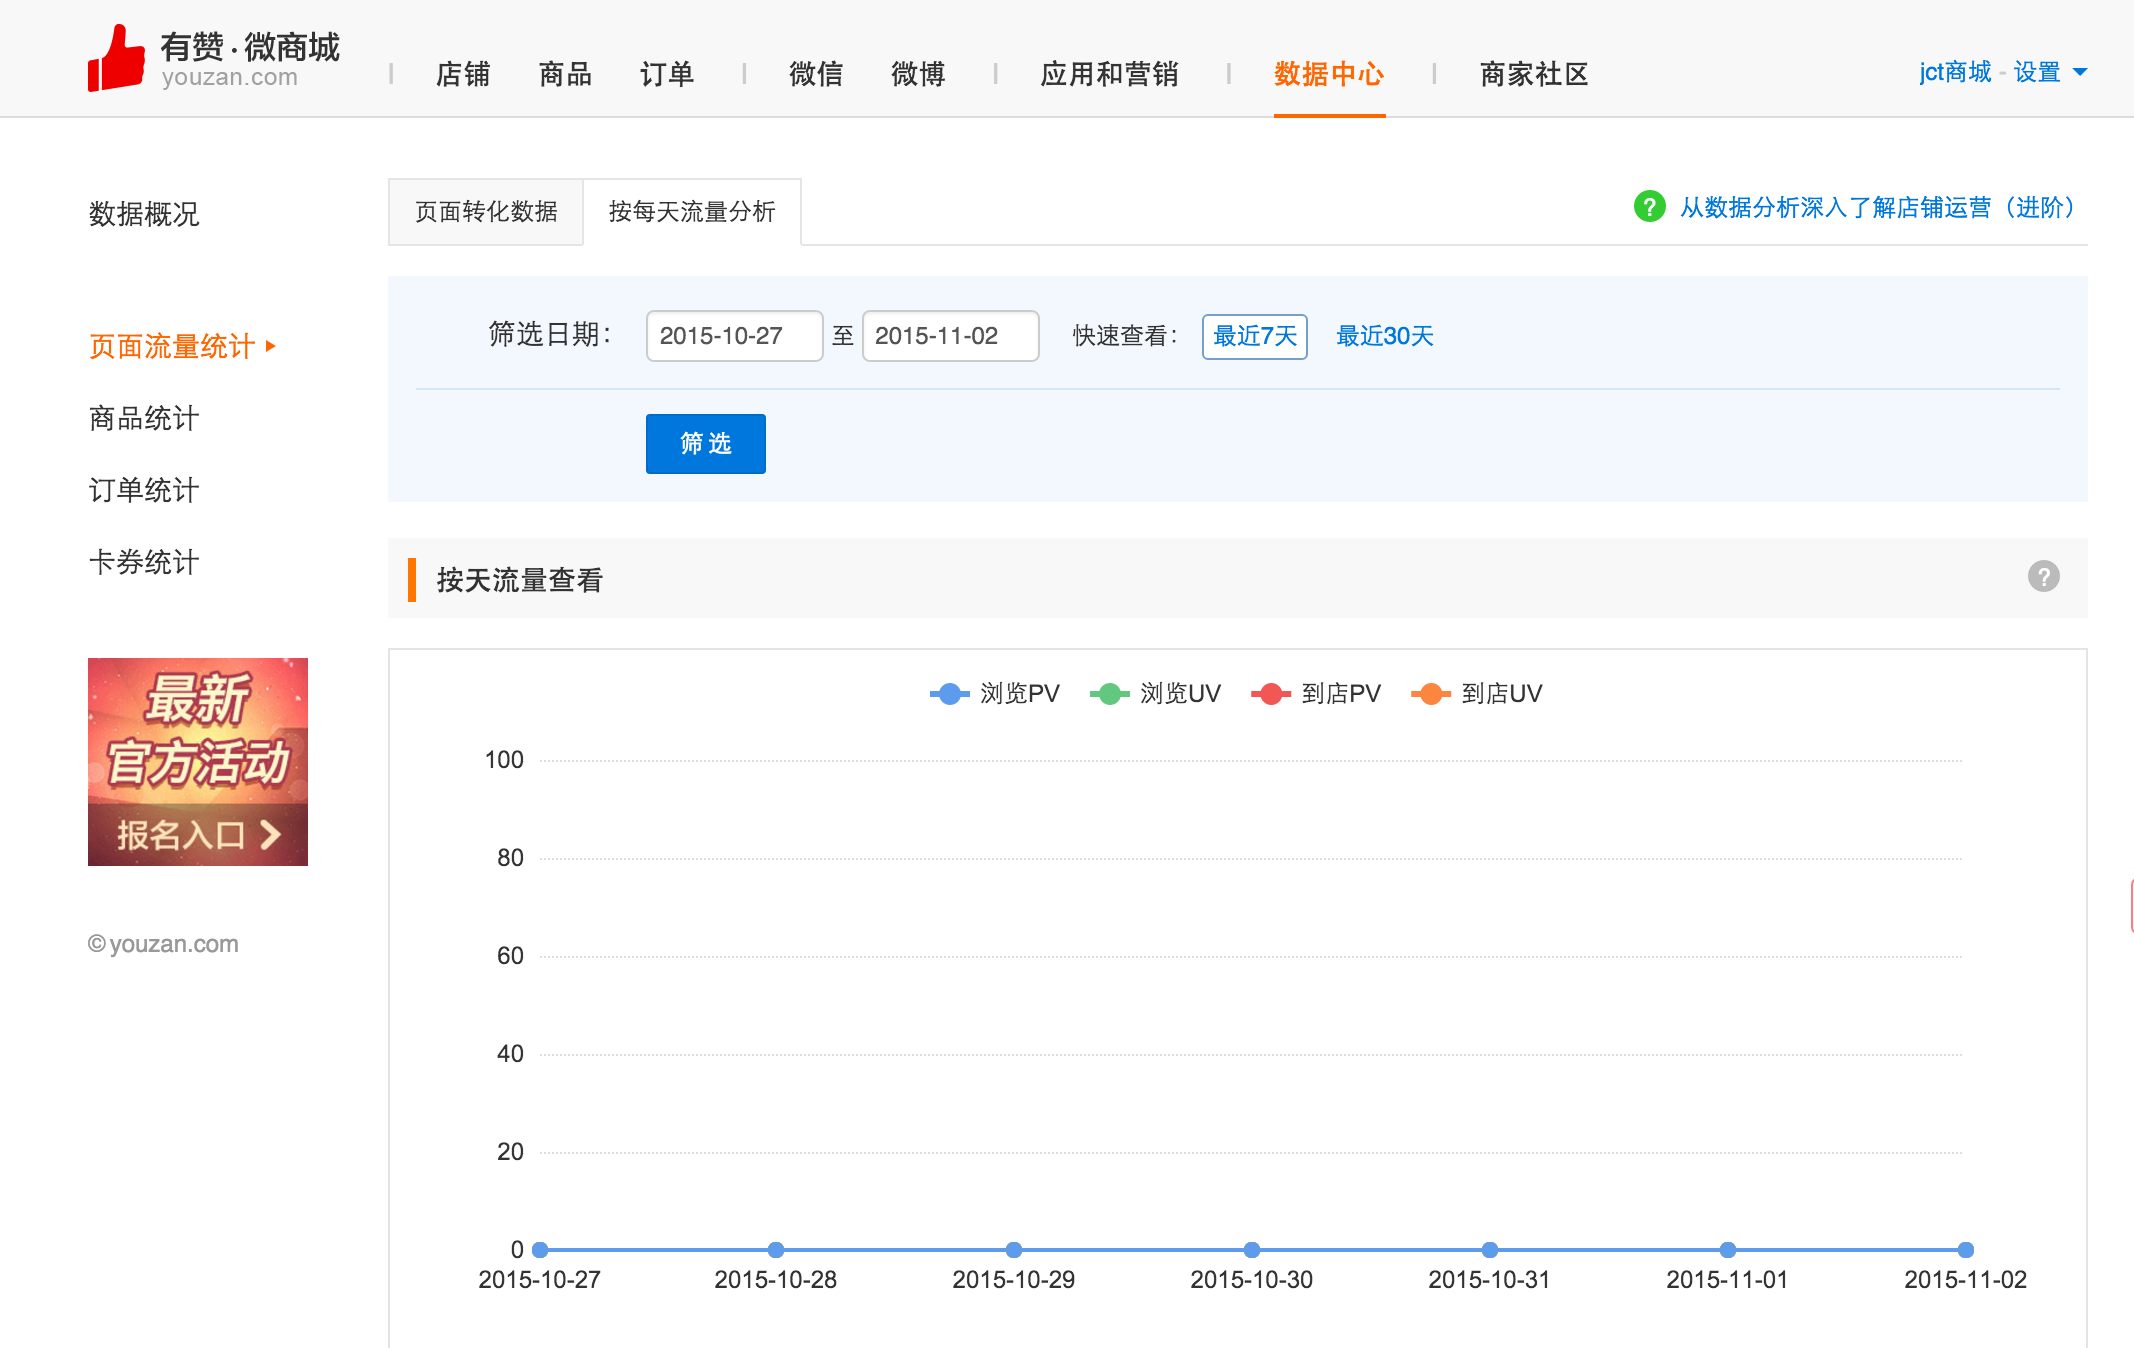 有赞·微商城
youzan.com
店铺 商品 订单 微信 微博 应用和营销 数据中心 商家社区
jct商城 - 设置
数据概况
页面流量统计
商品统计
订单统计
卡券统计
最新
官方活动
报名入口
©youzan.com
页面转化数据 按每天流量分析
? 从数据分析深入了解店铺运营（进阶）
筛选日期： 2015-10-27 至 2015-11-02 快速查看： 最近7天 最近30天
筛 选
按天流量查看 ?
浏览PV 浏览UV 到店PV 到店UV
100
80
60
40
20
0
2015-10-27 2015-10-28 2015-10-29 2015-10-30 2015-10-31 2015-11-01 2015-11-02